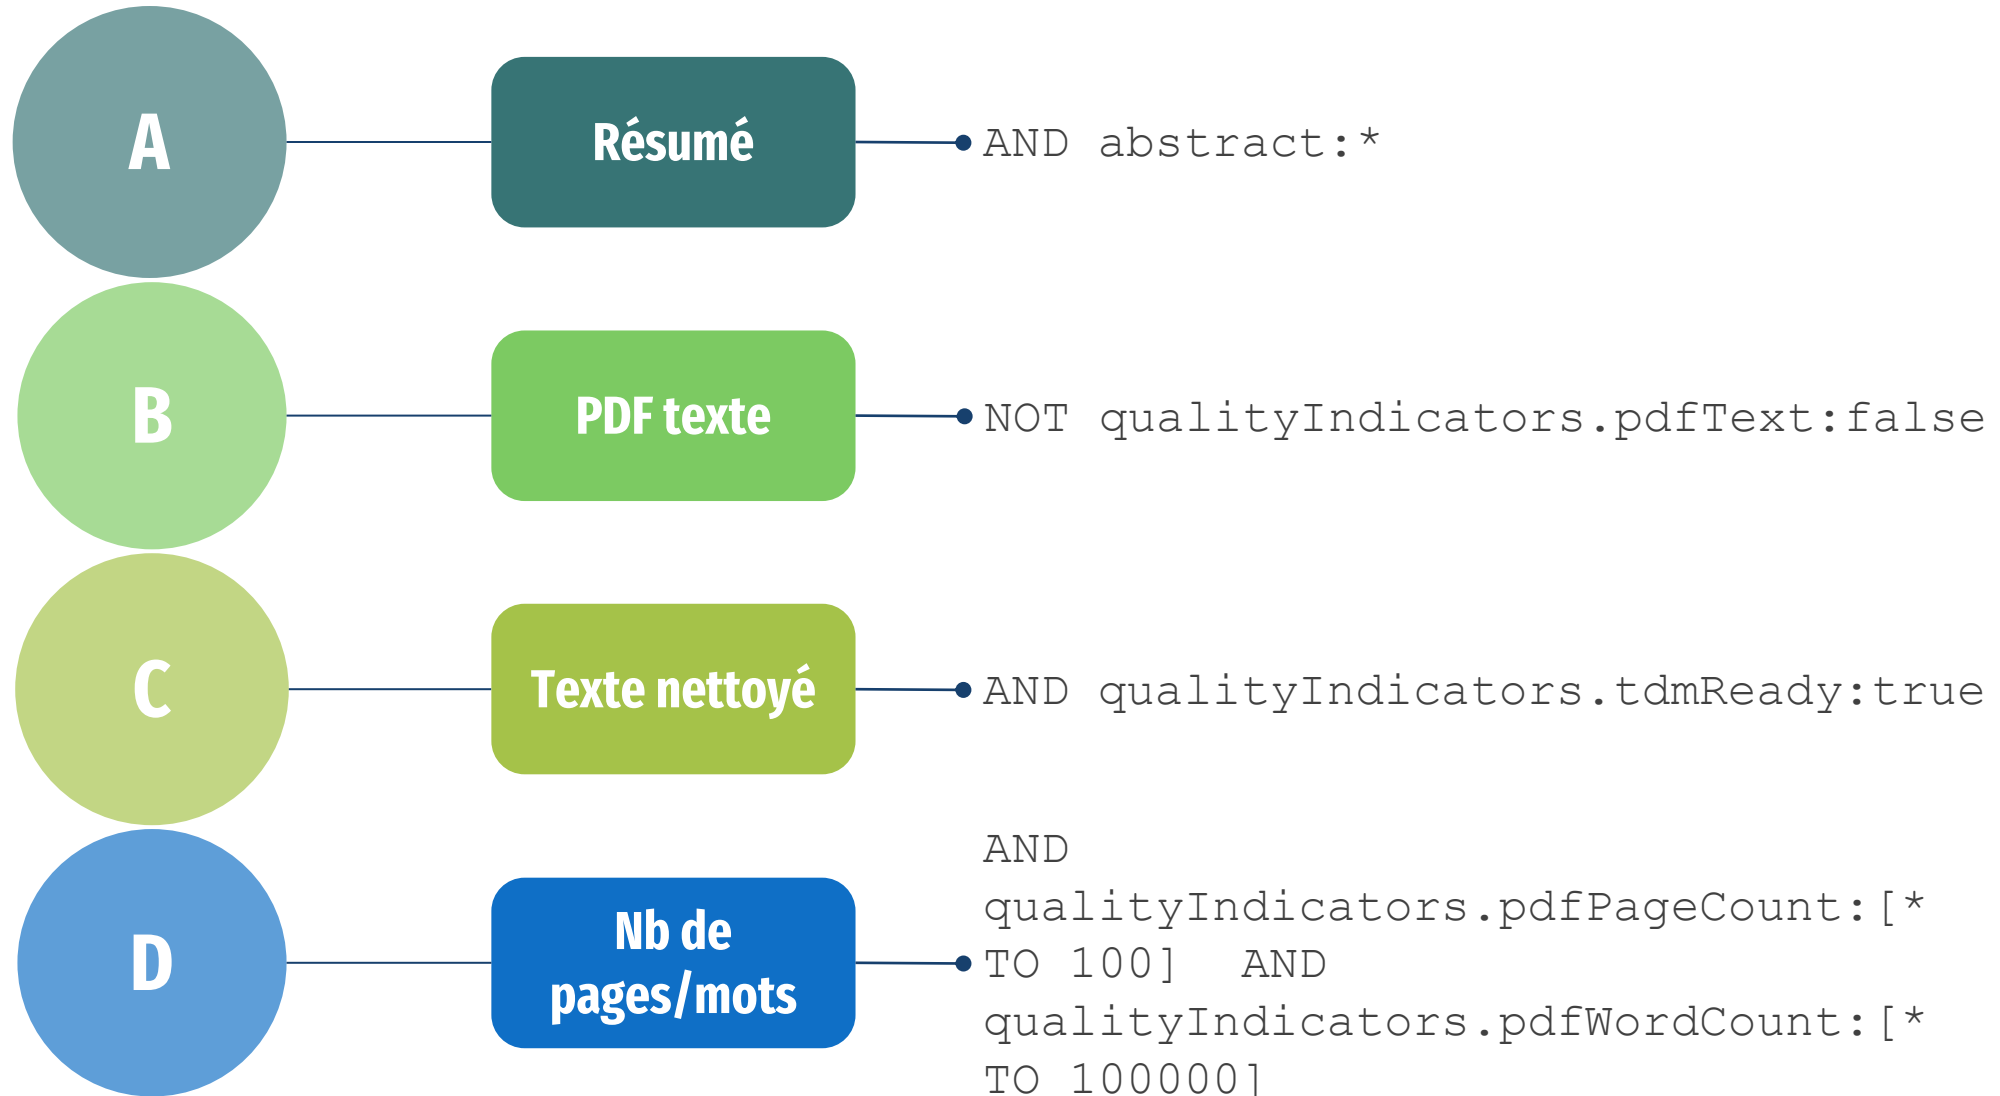 A
Résumé
AND abstract:*
B
PDF texte
NOT qualityIndicators.pdfText:false
C
Texte nettoyé
AND qualityIndicators.tdmReady:true
D
Nb de
pages/mots
AND
qualityIndicators.pdfPageCount:[*
TO 100]  AND
qualityIndicators.pdfWordCount:[*
TO 100000]